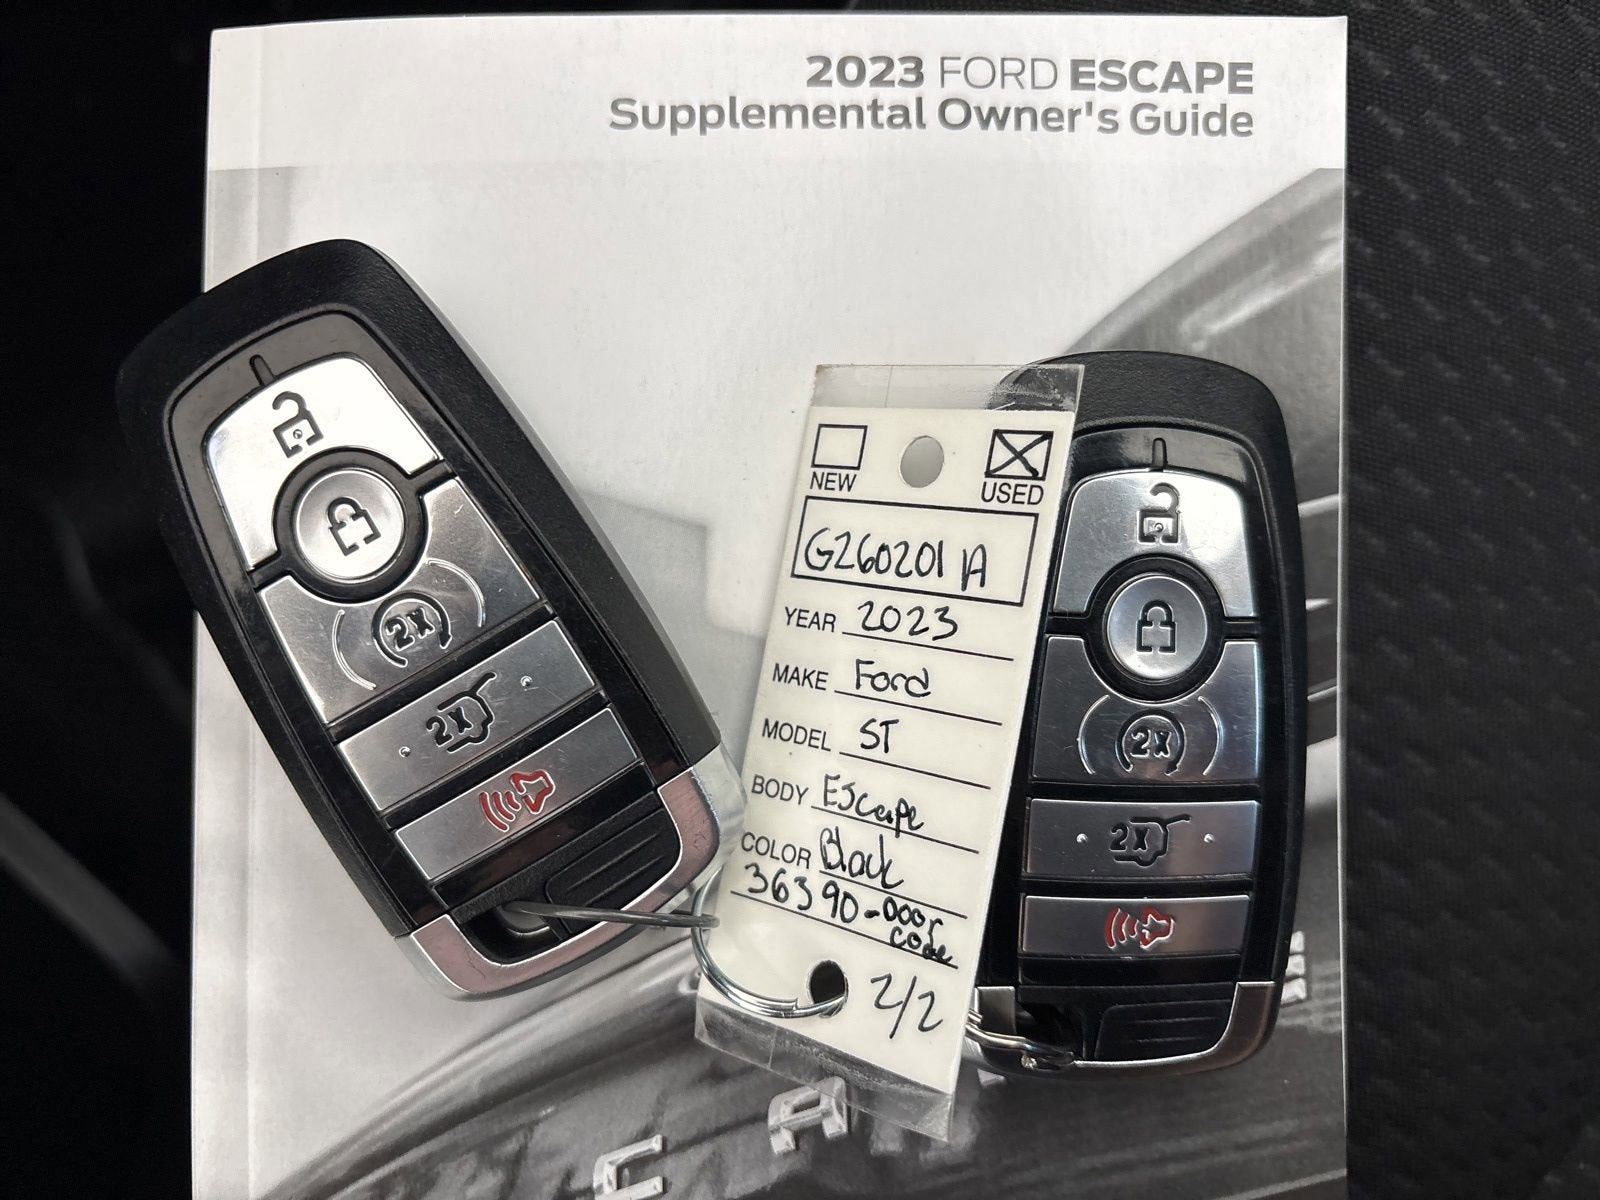 2023 FORD ESCAPE
Supplemental Owner's Guide
NEW
USED
G260201A
YEAR 2023
MAKE Ford
MODEL ST
BODY Escape
COLOR Black
36390-door
code
2/2
2X
2X
2X
2X
C A